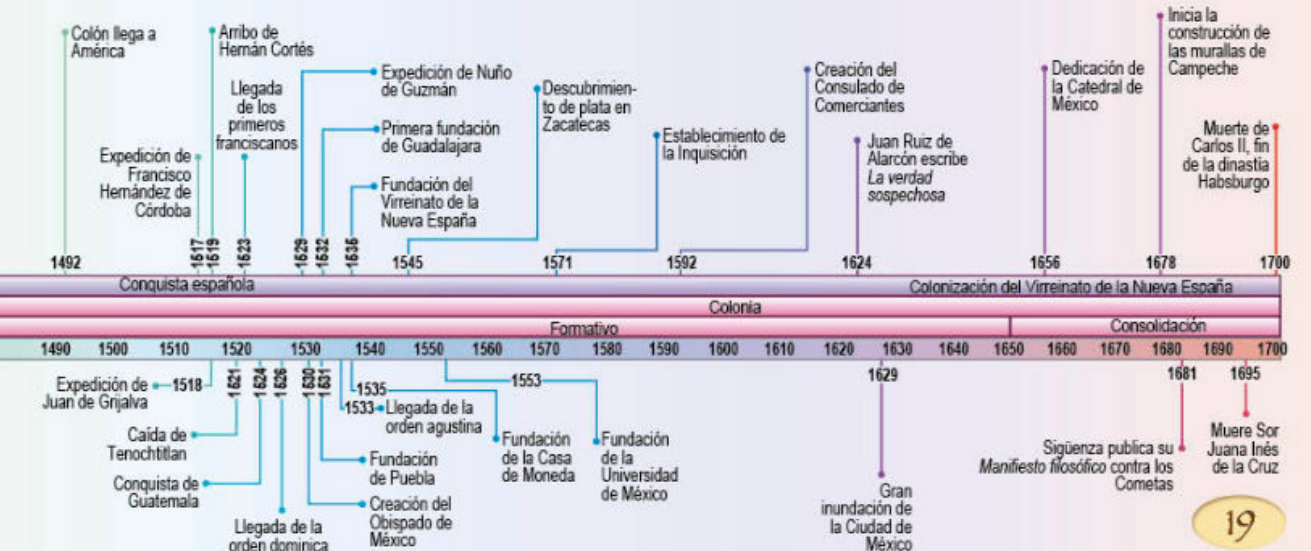 Colón llega a
América
Arribo de
Hernán Cortés
Llegada
de los
primeros
franciscanos
Expedición de
Francisco
Hernández de
Córdoba
Expedición de Nuño
de Guzmán
Primera fundación
de Guadalajara
Fundación del
Virreinato de la
Nueva España
Descubrimien-
to de plata en
Zacatecas
Establecimiento de
la Inquisición
Creación del
Consulado de
Comerciantes
Juan Ruiz de
Alarcón escribe
La verdad
sospechosa
Dedicación de
la Catedral de
México
Inicia la
construcción de
las murallas de
Campeche
Muerte de
Carlos II, fin
de la dinastía
Habsburgo
1492 1517 1519 1523 1529 1532 1535 1545 1571 1592 1624 1656 1678 1700
Conquista española
Colonización del Virreinato de la Nueva España
Colonia
Formativo
Consolidación
1490 1500 1510 1520 1530 1540 1550 1560 1570 1580 1590 1600 1610 1620 1630 1640 1650 1660 1670 1680 1690 1700
1518 1521 1524 1526 1530 1531 1533 1535 1553 1629 1681 1695
Expedición de
Juan de Grijalva
Caída de
Tenochtitlan
Conquista de
Guatemala
Llegada de la
orden dominica
Creación del
Obispado de
México
Fundación
de Puebla
Llegada de la
orden agustina
Fundación
de la Casa
de Moneda
Fundación
de la
Universidad
de México
Gran
inundación de
la Ciudad de
México
Sigüenza publica su
Manifiesto filosófico contra los
Cometas
Muere Sor
Juana Inés
de la Cruz
19